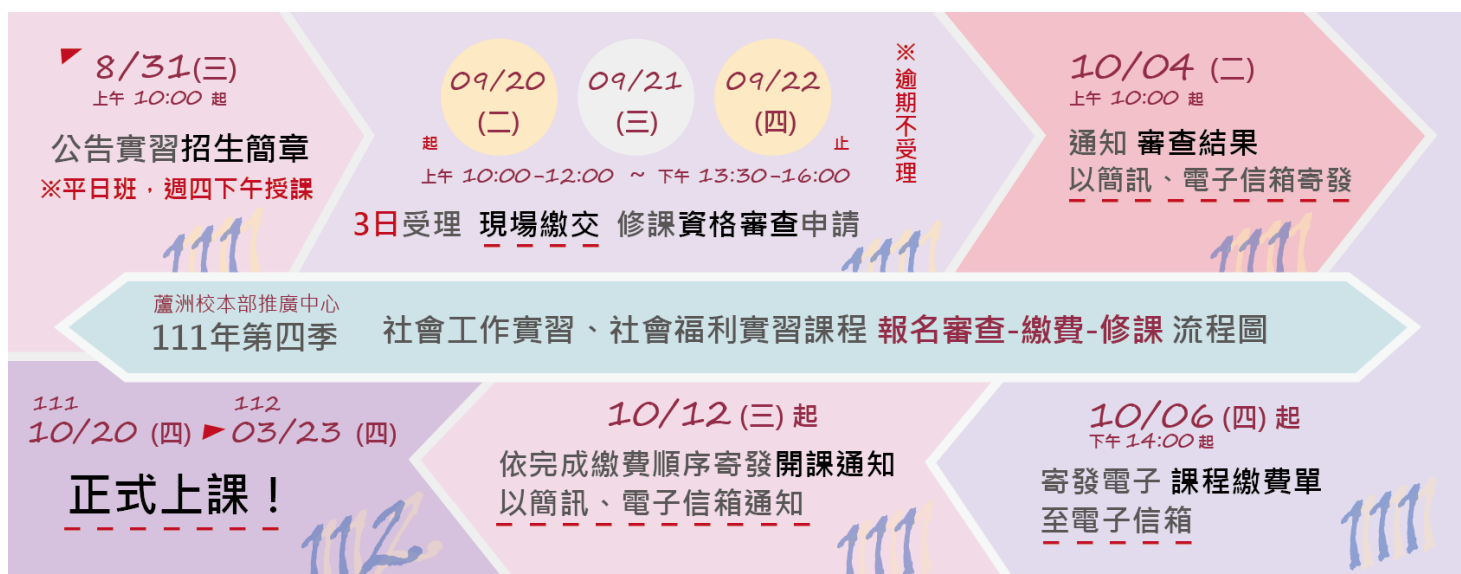 8/31(三)
上午 10:00 起
公告實習招生簡章
※平日班，週四下午授課
111
09/20
(二)
09/21
(三)
09/22
(四)
起
止
上午 10:00-12:00 ~ 下午 13:30-16:00
3日受理 現場繳交 修課資格審查申請
※逾期不受理
111
10/04 (二)
上午 10:00 起
通知 審查結果
以簡訊、電子信箱寄發
111
蘆洲校本部推廣中心
111年第四季
社會工作實習、社會福利實習課程 報名審查-繳費-修課 流程圖
10/06 (四) 起
下午 14:00 起
寄發電子 課程繳費單
至電子信箱
111
10/12 (三) 起
依完成繳費順序寄發開課通知
以簡訊、電子信箱通知
111
111 112
10/20 (四) ►03/23 (四)
正式上課！
112